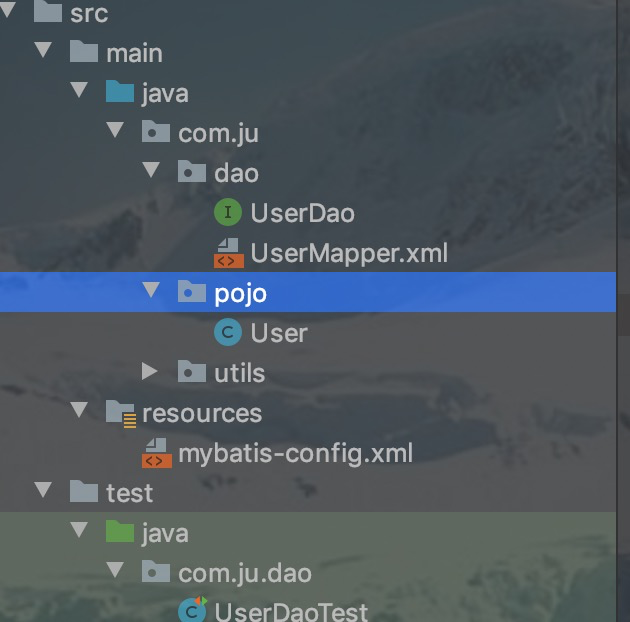 src
main
java
com.ju
dao
UserDao
UserMapper.xml
pojo
User
utils
resources
mybatis-config.xml
test
java
com.ju.dao
UserDaoTest